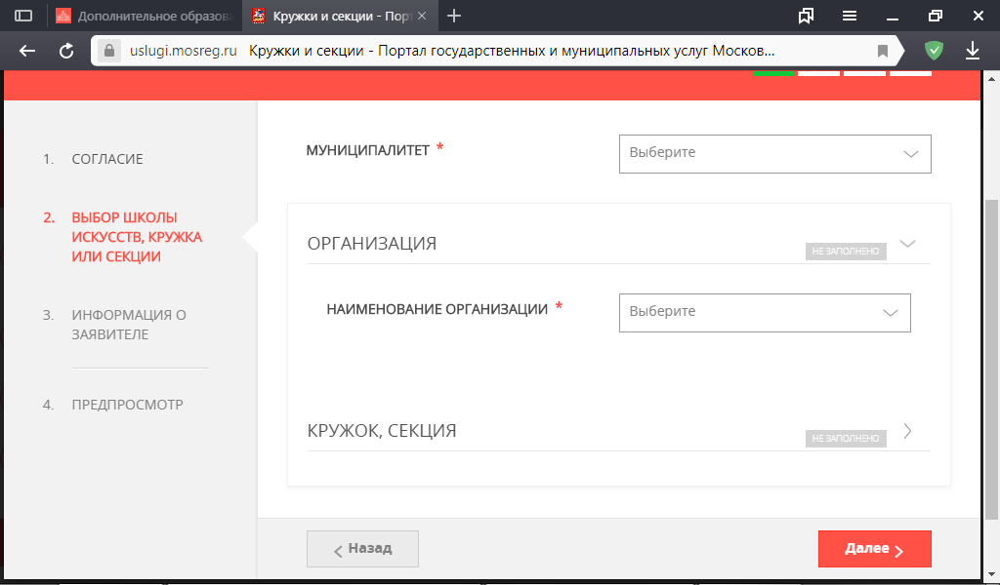 Дополнительное образова
Кружки и секции - Порт
uslugi.mosreg.ru Кружки и секции - Портал государственных и муниципальных услуг Москов...
1. СОГЛАСИЕ
2. ВЫБОР ШКОЛЫ
ИСКУССТВ, КРУЖКА
ИЛИ СЕКЦИИ
3. ИНФОРМАЦИЯ О
ЗАЯВИТЕЛЕ
4. ПРЕДПРОСМОТР
МУНИЦИПАЛИТЕТ *
Выберите
ОРГАНИЗАЦИЯ
НЕ ЗАПОЛНЕНО
НАИМЕНОВАНИЕ ОРГАНИЗАЦИИ *
Выберите
КРУЖОК, СЕКЦИЯ
НЕ ЗАПОЛНЕНО
Назад
Далее